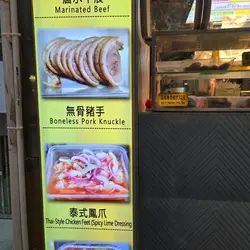 Marinated Beef
無骨豬手
Boneless Pork Knuckle
泰式鳳爪
Thai-Style Chicken Feet (Spicy Lime Dressing